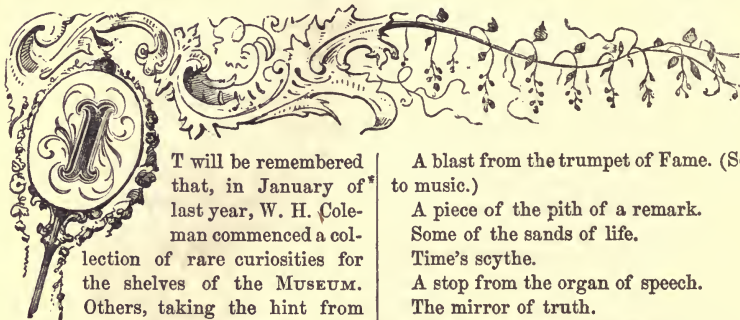 IT will be remembered
that, in January of
last year, W. H. Cole-
man commenced a col-
lection of rare curiosities for
the shelves of the MUSEUM.
Others, taking the hint from
A blast from the trumpet of Fame. (S
to music.)
A piece of the pith of a remark.
Some of the sands of life.
Time's scythe.
A stop from the organ of speech.
The mirror of truth.